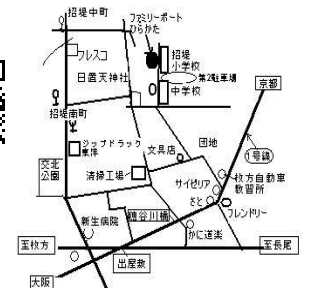 招堤中町
ファミリーポート
ひらかた
フレスコ
招堤
小学校
日置天神社
第2駐車場
中学校
京都
招堤南町
ジップドラッグ
東推
文具店
団地
1号線
交北
公園
清掃工場
枚方自動車
教習所
サイゼリア
さと
フレンドリー
新生病院
穂谷川橋
かに道楽
至枚方
至長尾
出屋敷
大阪